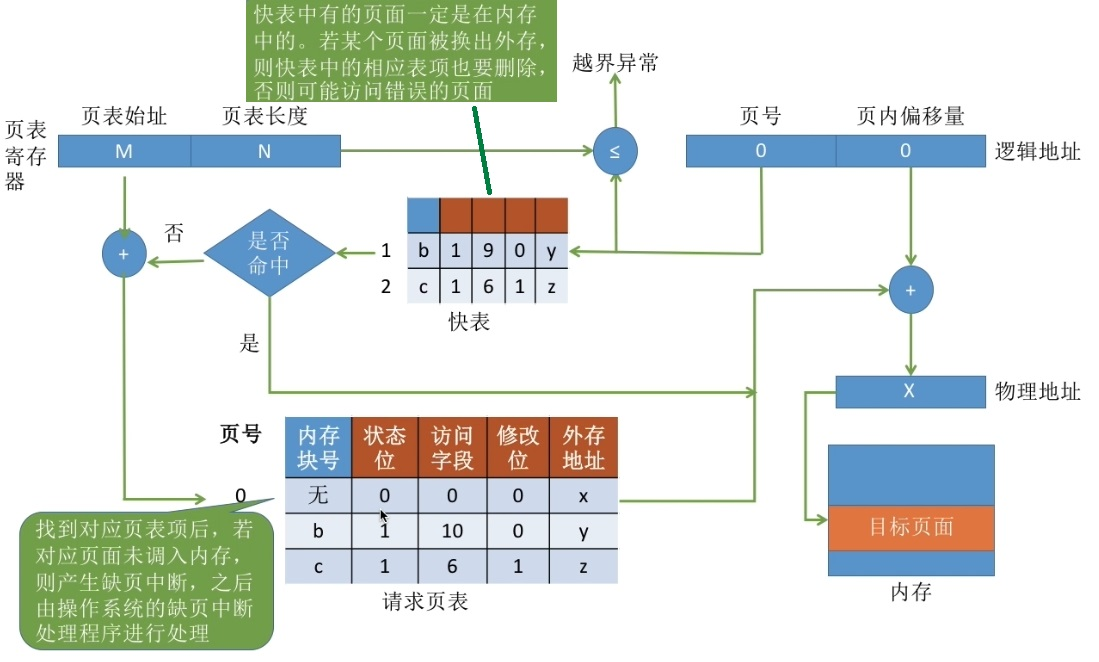 快表中有的页面一定是在内存
中的。若某个页面被换出外存，
则快表中的相应表项也要删除，
否则可能访问错误的页面
越界异常
页表
寄存
器
页表始址 页表长度
M N
≤
页号 页内偏移量
0 0
逻辑地址
+
否
是否
命中
1 b 1 9 0 y
2 c 1 6 1 z
快表
+
是
X
物理地址
页号
内存
块号
状态
位
访问
字段
修改
位
外存
地址
0 无 0 0 0 x
b 1 10 0 y
c 1 6 1 z
请求页表
找到对应页表项后，若
对应页面未调入内存，
则产生缺页中断，之后
由操作系统的缺页中断
处理程序进行处理
目标页面
内存